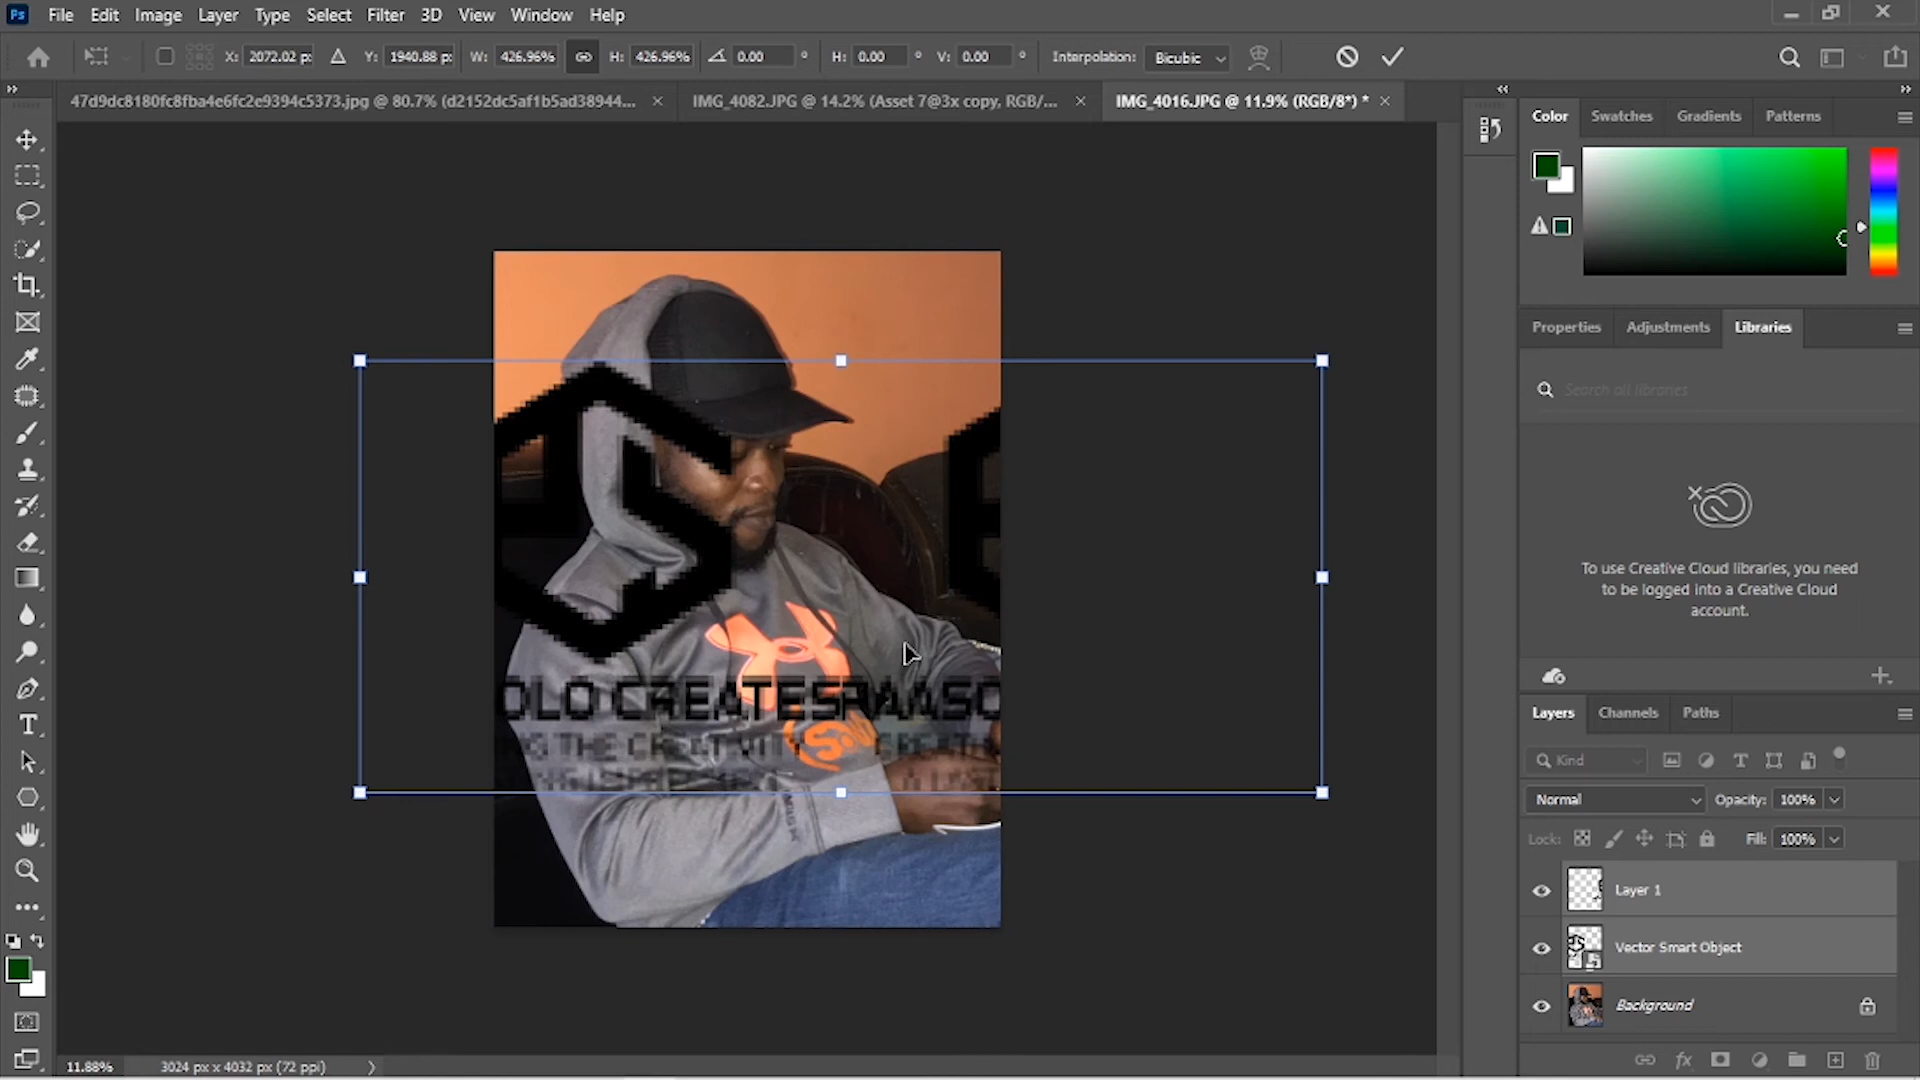 Ps File Edit Image Layer Type Select Filter 3D View Window Help
X: 2072.02 p: Y: 1940.88 p: W: 426.96% H: 426.96% 0.00 ° H: 0.00 ° V: 0.00 ° Interpolation: Bicubic
47d9dc8180fc8fba4e6fc2e9394c5373.jpg @ 80.7% (d2152dc5af1b5ad38944... × IMG_4082.JPG @ 14.2% (Asset 7@3x copy, RGB/... × IMG_4016.JPG @ 11.9% (RGB/8*) * ×
Color Swatches Gradients Patterns
Properties Adjustments Libraries
Search all libraries
To use Creative Cloud libraries, you need
to be logged into a Creative Cloud
account.
OLO CREATES
THE CREATIVITY
Layers Channels Paths
Kind
Normal Opacity: 100%
Lock: Fill: 100%
Layer 1
Vector Smart Object
Background
11.88% 3024 px x 4032 px (72 ppi)